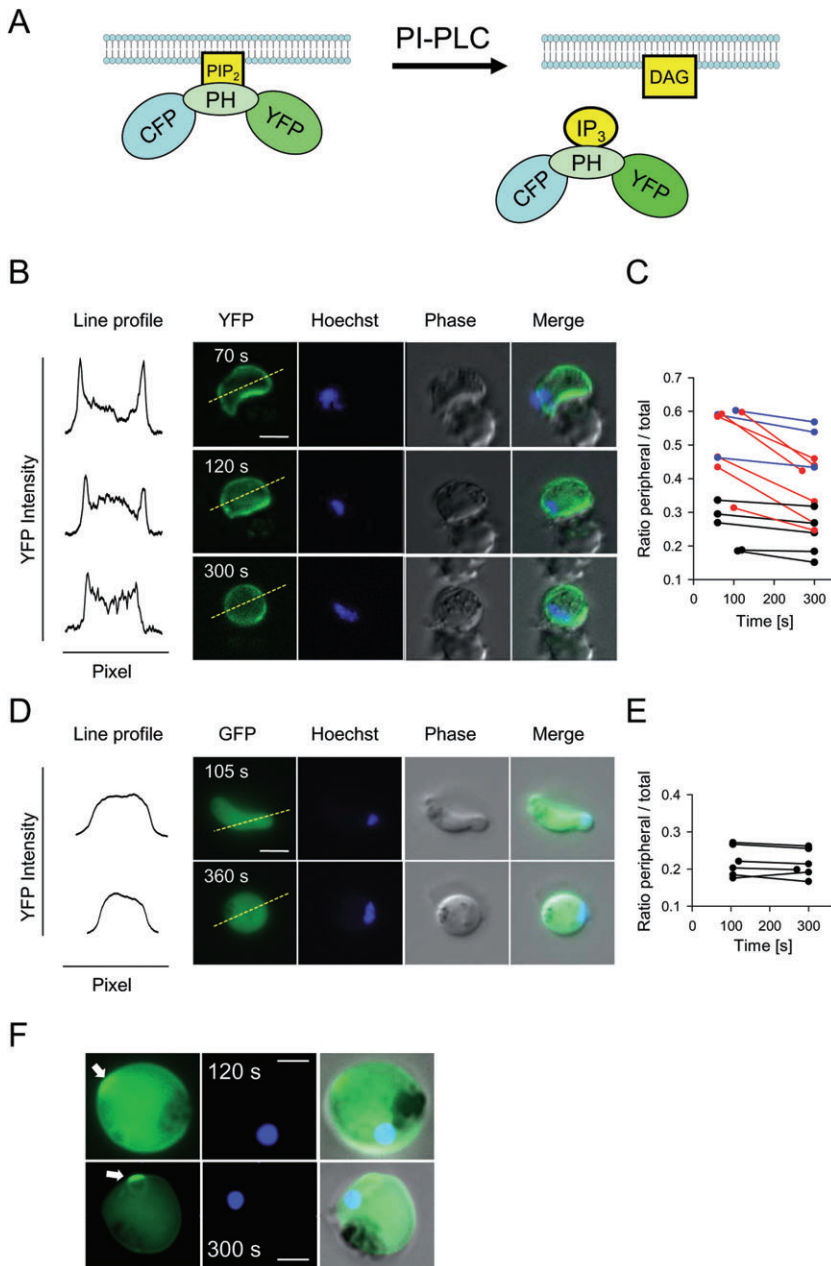 A
PI-PLC
PIP2
PH
CFP
YFP
DAG
IP3
PH
CFP
YFP
B
Line profile
YFP
Hoechst
Phase
Merge
YFP Intensity
70 s
120 s
300 s
Pixel
C
Ratio peripheral / total
0.7
0.6
0.5
0.4
0.3
0.2
0.1
0
100
200
300
Time [s]
D
Line profile
GFP
Hoechst
Phase
Merge
YFP Intensity
105 s
360 s
Pixel
E
Ratio peripheral / total
0.4
0.3
0.2
0.1
0
100
200
300
Time [s]
F
120 s
300 s